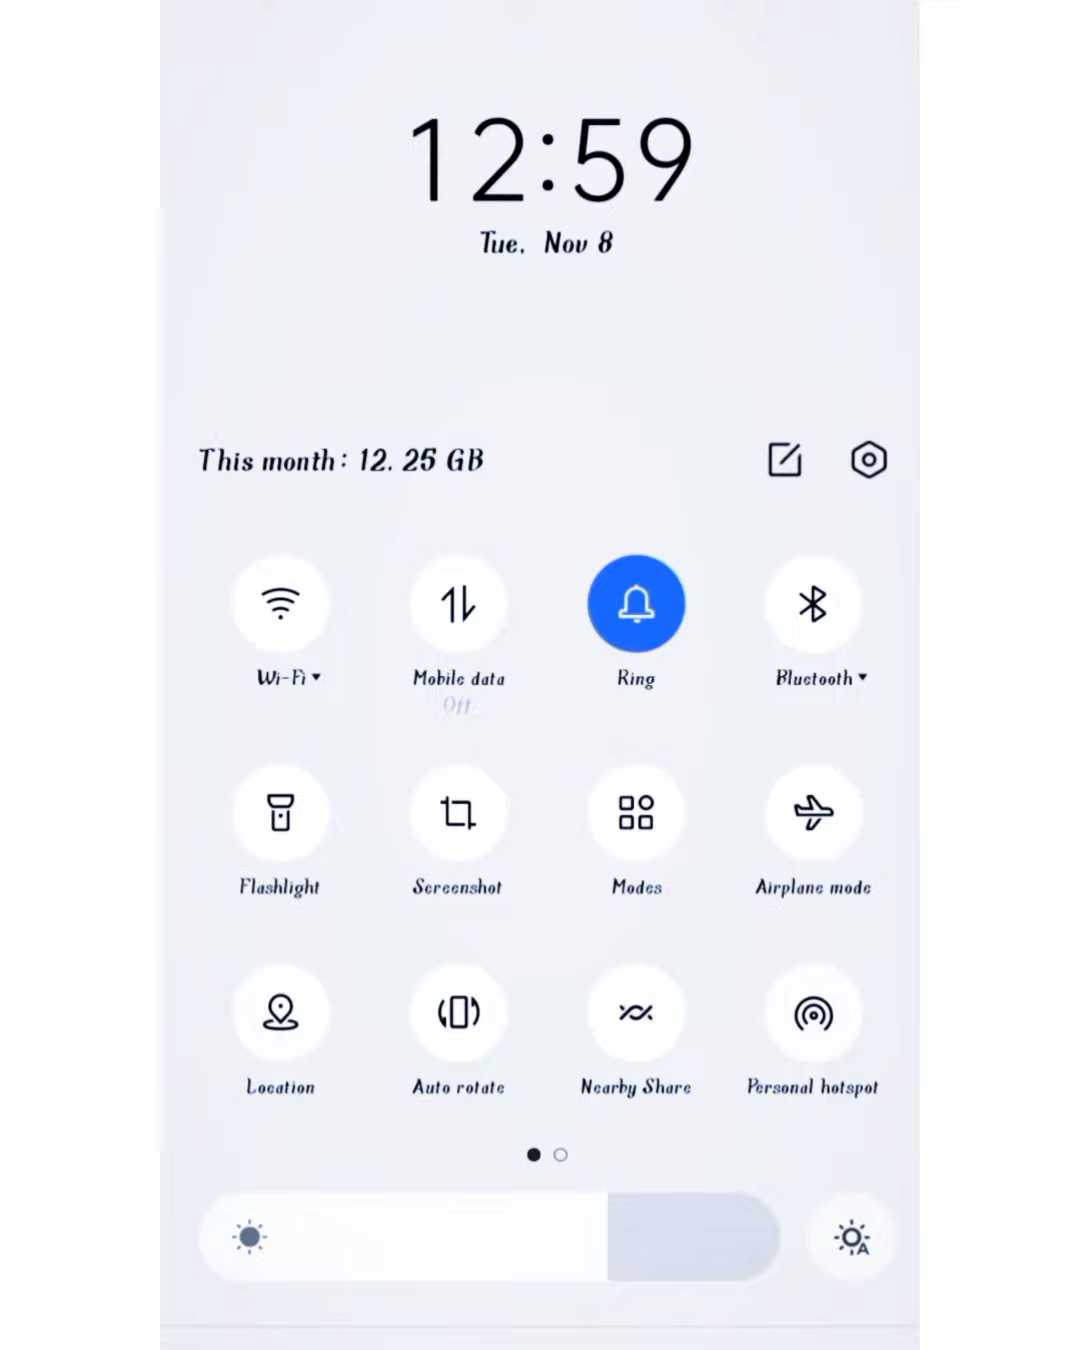 12:59
Tue. Nov 8
This month: 12.25 GB
Wi-Fi Mobile data Ring Bluetooth
Off
Flashlight Screenshot Modes Airplane mode
Location Auto rotate Nearby Share Personal hotspot
A